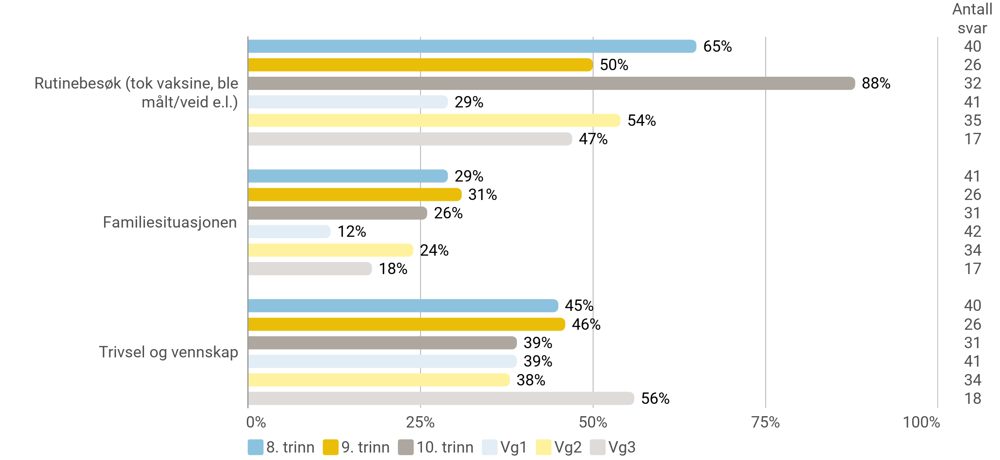 Antall
svar
65% 40
50% 26
Rutinebesøk (tok vaksine, ble 88% 32
målt/veid e.l.) 29% 41
54% 35
47% 17
29% 41
31% 26
26% 31
Familiesituasjonen
12% 42
24% 34
18% 17
45% 40
46% 26
39% 31
Trivsel og vennskap
39% 41
38% 34
56% 18
0% 25% 50% 75% 100%
8. trinn 9. trinn 10. trinn Vg1 Vg2 Vg3